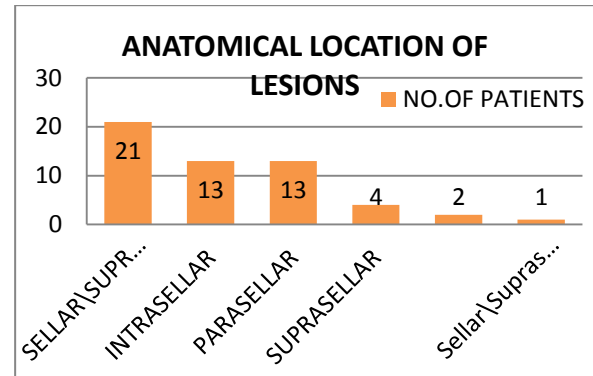 ANATOMICAL LOCATION OF
LESIONS
NO.OF PATIENTS
30
20
10
0
21
13
13
4
2
1
SELLAR\SUPR...
INTRASELLAR
PARASELLAR
SUPRASELLAR
Sellar\Supras...